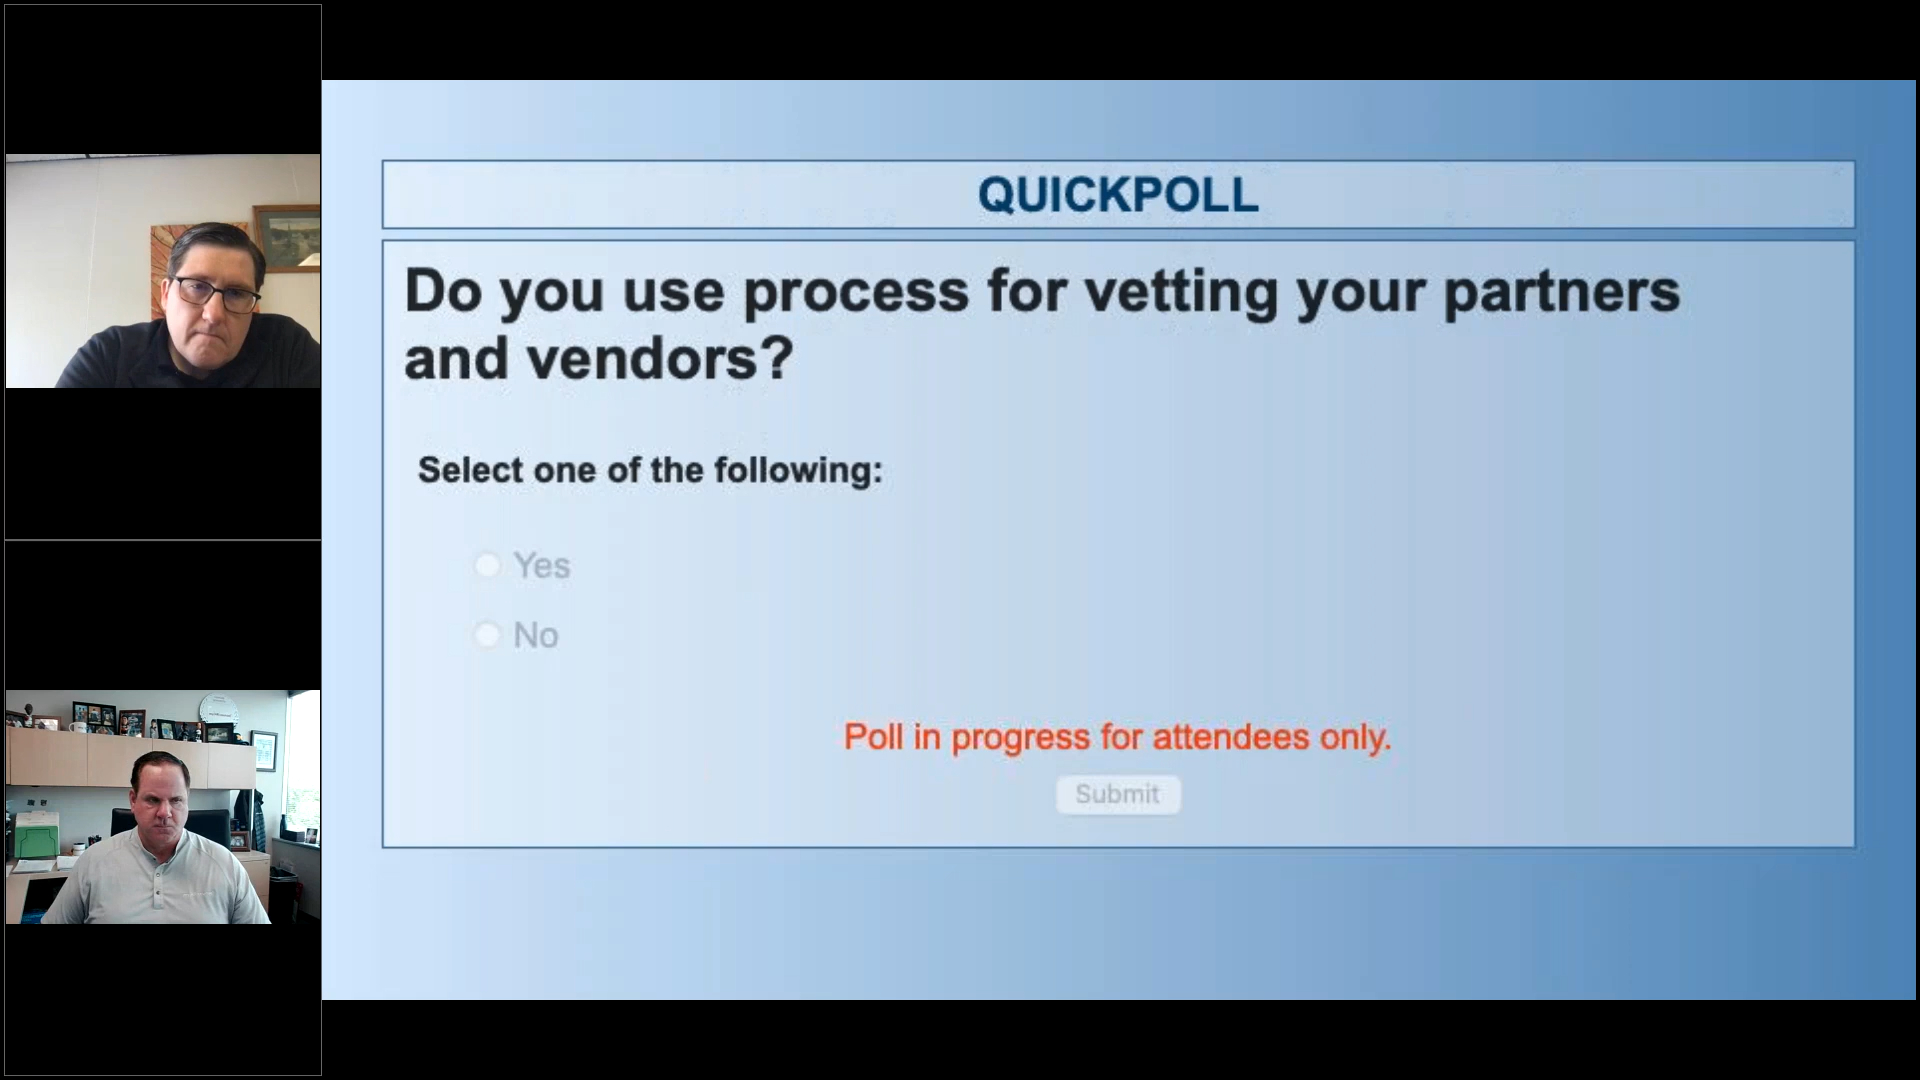 QUICKPOLL
Do you use process for vetting your partners
and vendors?
Select one of the following:
Yes
No
Poll in progress for attendees only.
Submit